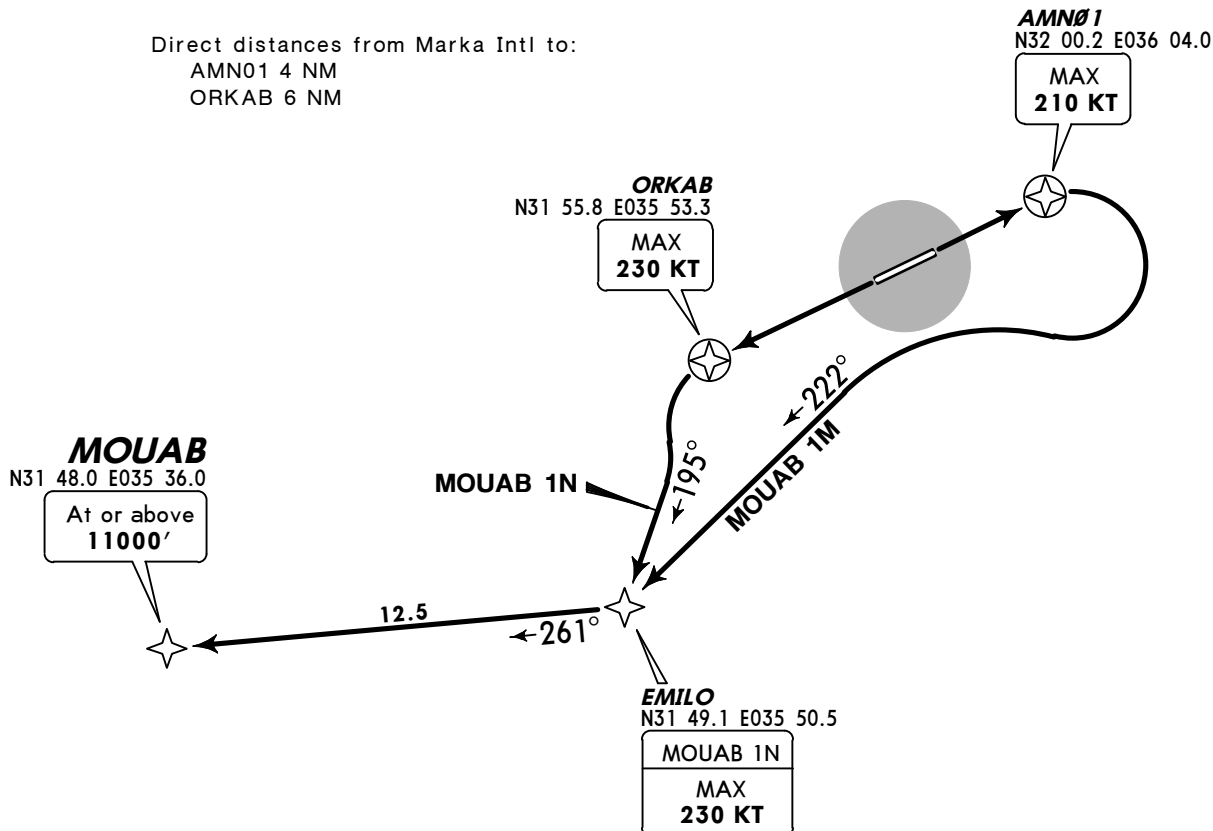 Direct distances from Marka Intl to:
AMN01 4 NM
ORKAB 6 NM
AMNØ1
N32 00.2 E036 04.0
MAX
210 KT
ORKAB
N31 55.8 E035 53.3
MAX
230 KT
222°
MOUAB 1M
MOUAB
N31 48.0 E035 36.0
At or above
11000'
MOUAB 1N
195°
12.5
261°
EMILO
N31 49.1 E035 50.5
MOUAB 1N
MAX
230 KT